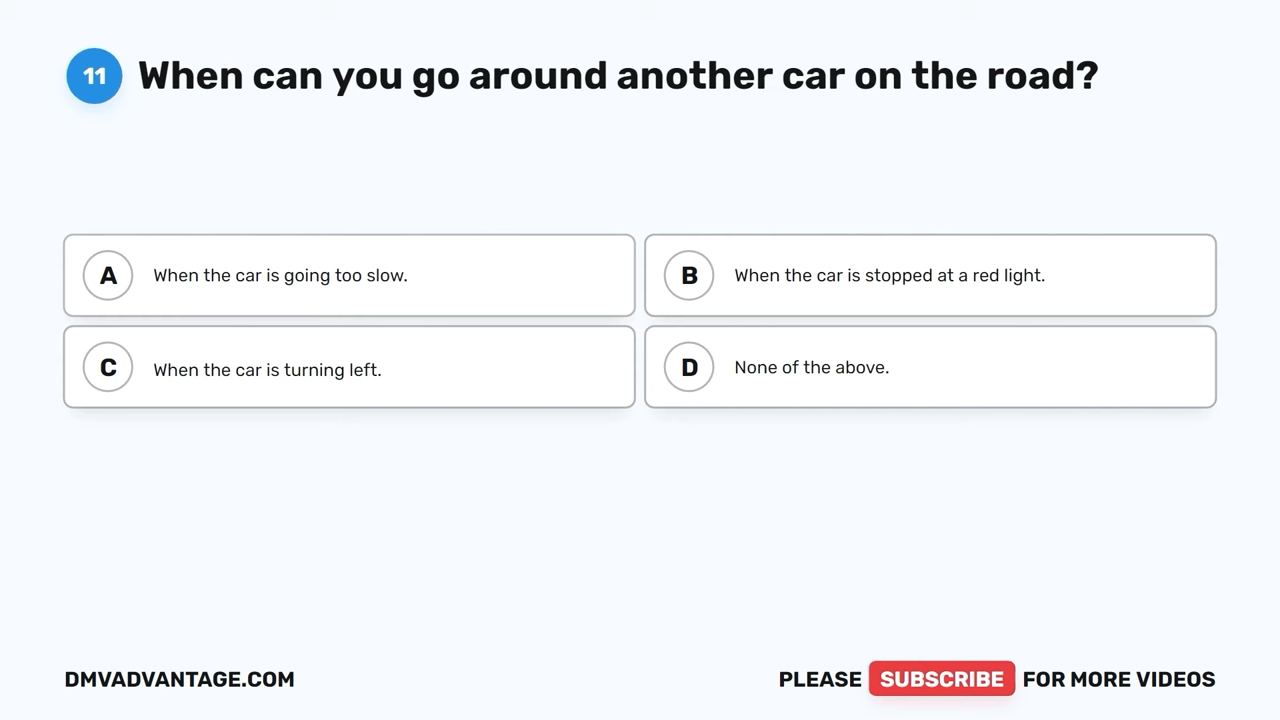 11 When can you go around another car on the road?
A When the car is going too slow.
B When the car is stopped at a red light.
C When the car is turning left.
D None of the above.
DMVADVANTAGE.COM
PLEASE SUBSCRIBE FOR MORE VIDEOS